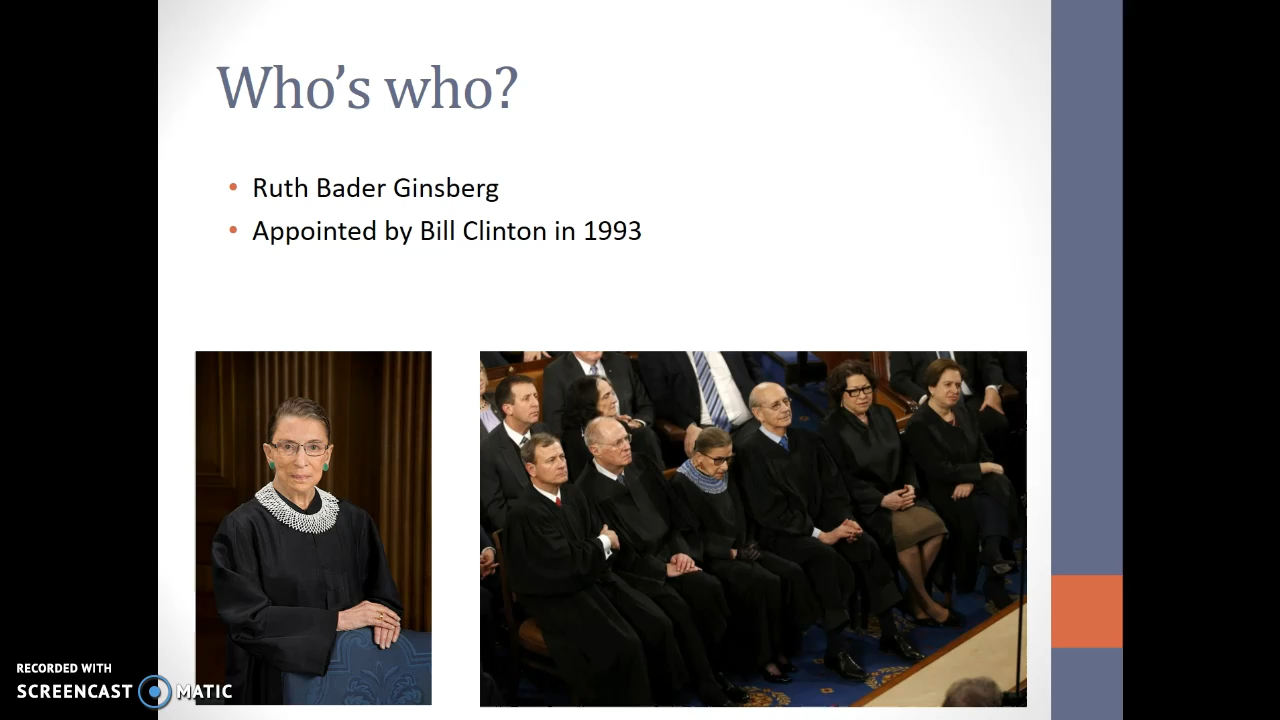 Who's who?
• Ruth Bader Ginsberg
• Appointed by Bill Clinton in 1993
RECORDED WITH
SCREENCAST MATIC